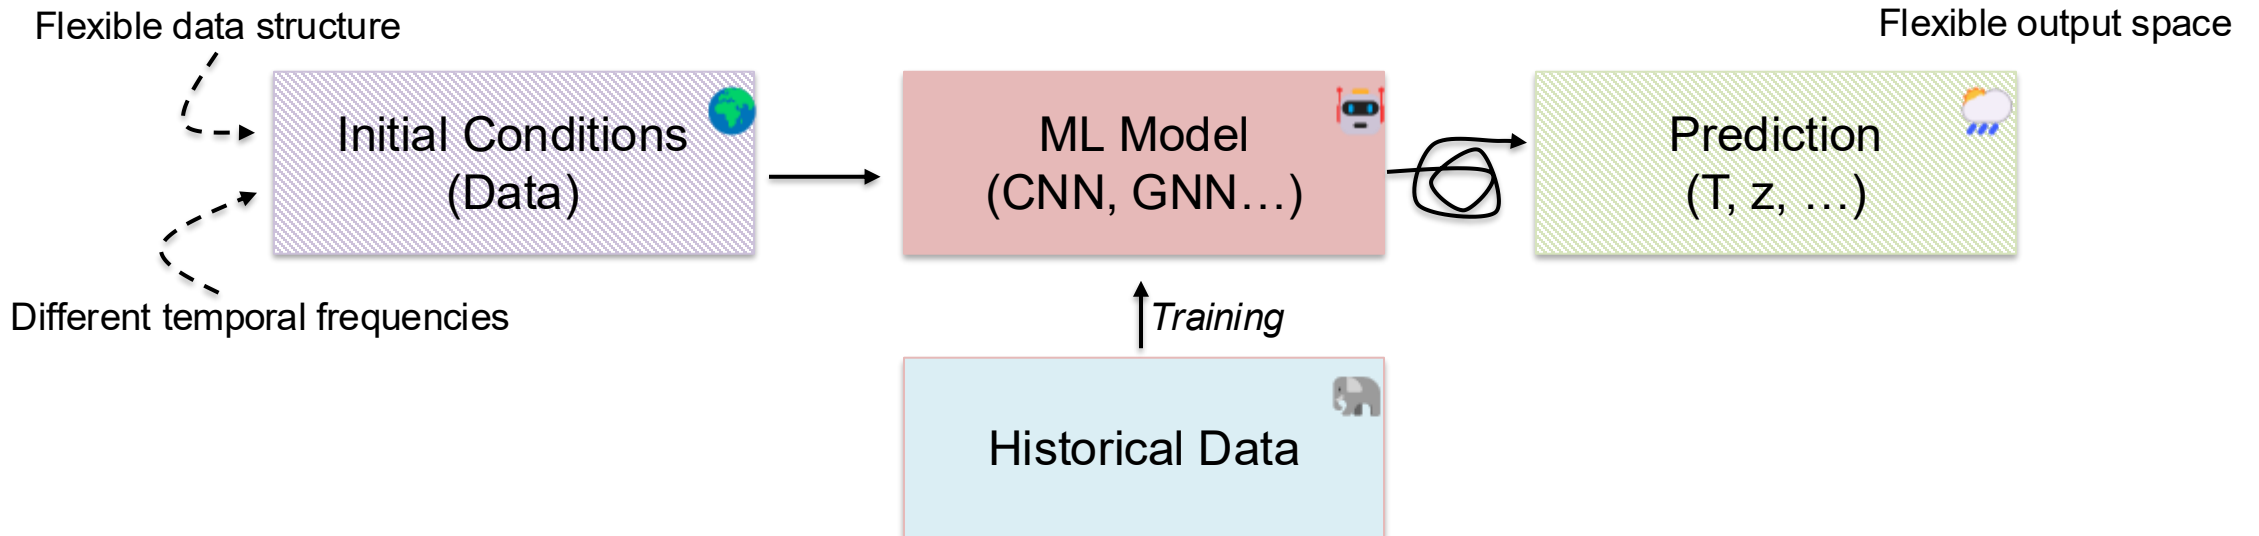 Flexible data structure
Flexible output space
Initial Conditions
(Data)
ML Model
(CNN, GNN…)
Prediction
(T, z, …)
Different temporal frequencies
Training
Historical Data